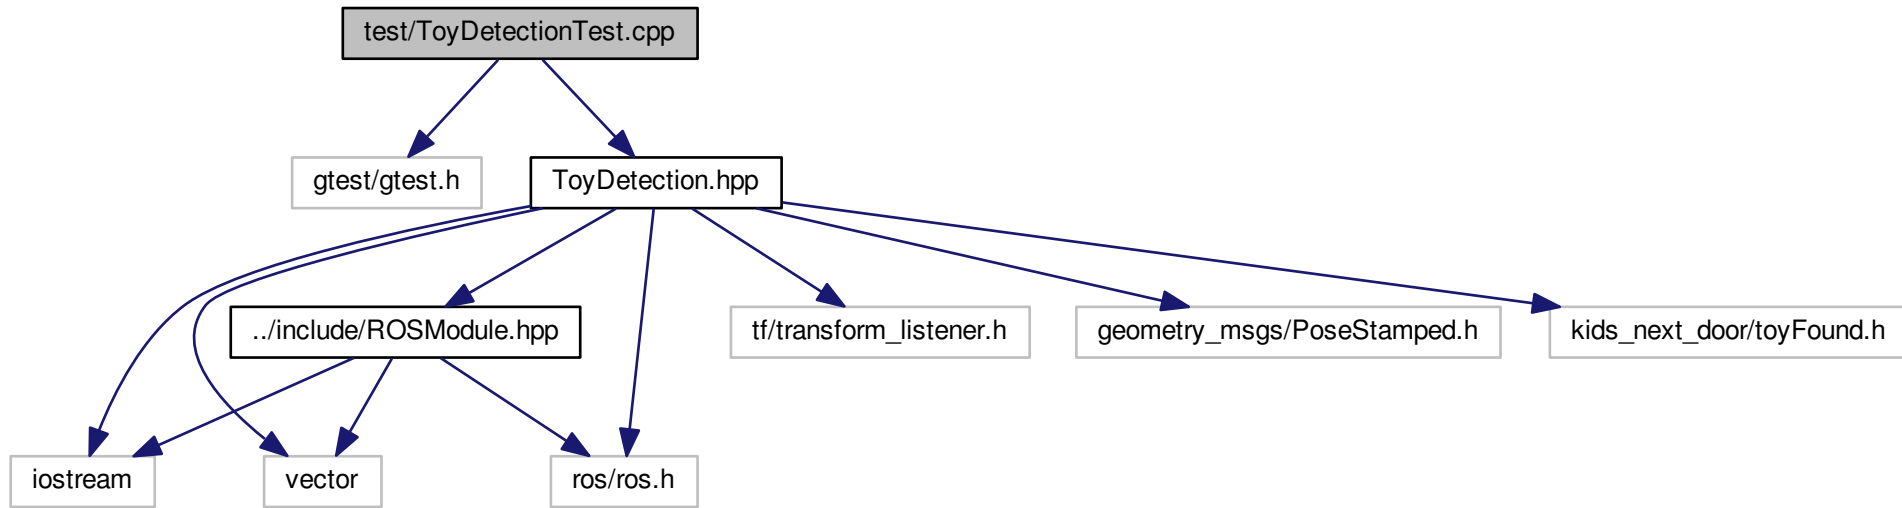 test/ToyDetectionTest.cpp
gtest/gtest.h
ToyDetection.hpp
../include/ROSModule.hpp
tf/transform_listener.h
geometry_msgs/PoseStamped.h
kids_next_door/toyFound.h
iostream
vector
ros/ros.h